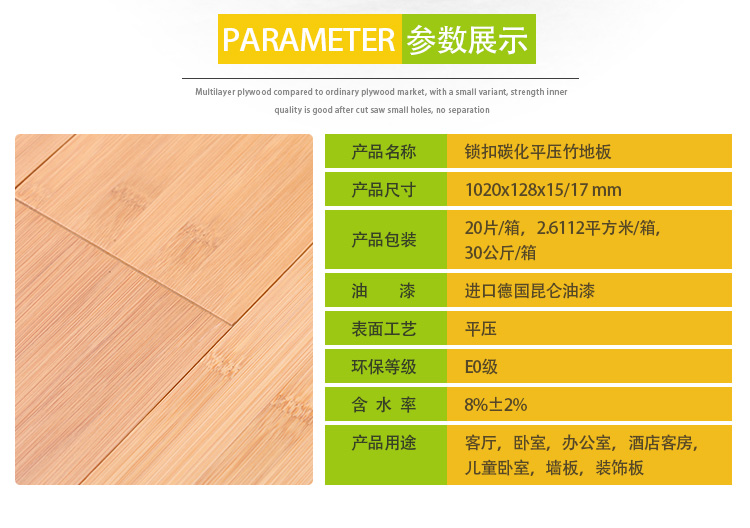 PARAMETER 参数展示
Multilayer plywood compared to ordinary plywood market, with a small variant, strength inner
quality is good after cut saw small holes, no separation
产品名称 锁扣碳化平压竹地板
产品尺寸 1020x128x15/17 mm
产品包装 20片/箱，2.6112平方米/箱，
30公斤/箱
油 漆 进口德国昆仑油漆
表面工艺 平压
环保等级 E0级
含 水 率 8%±2%
产品用途 客厅，卧室，办公室，酒店客房，
儿童卧室，墙板，装饰板